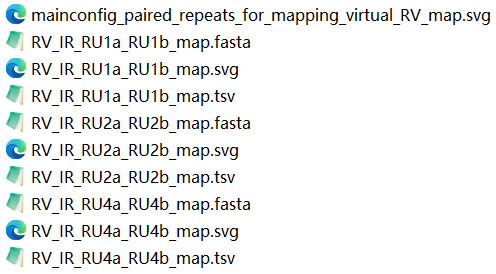 mainconfig_paired_repeats_for_mapping_virtual_RV_map.svg
RV_IR_RU1a_RU1b_map.fasta
RV_IR_RU1a_RU1b_map.svg
RV_IR_RU1a_RU1b_map.tsv
RV_IR_RU2a_RU2b_map.fasta
RV_IR_RU2a_RU2b_map.svg
RV_IR_RU2a_RU2b_map.tsv
RV_IR_RU4a_RU4b_map.fasta
RV_IR_RU4a_RU4b_map.svg
RV_IR_RU4a_RU4b_map.tsv